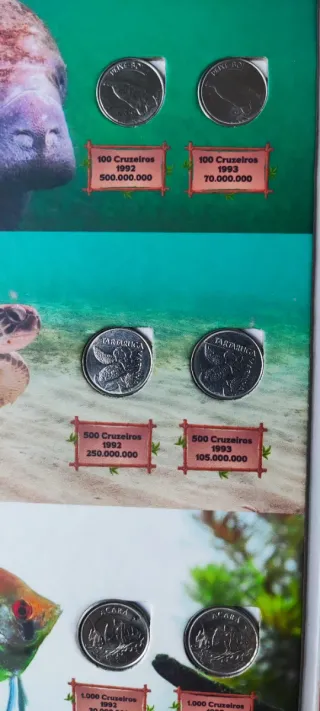 PEIXE-BOI
PEIXE-BOI
100 Cruzeiros
1992
500.000.000
100 Cruzeiros
1993
70.000.000
TARTARUGA
TARTARUGA
500 Cruzeiros
1992
250.000.000
500 Cruzeiros
1993
105.000.000
ACARÁ
ACARÁ
1.000 Cruzeiros
1992
1.000 Cruzeiros